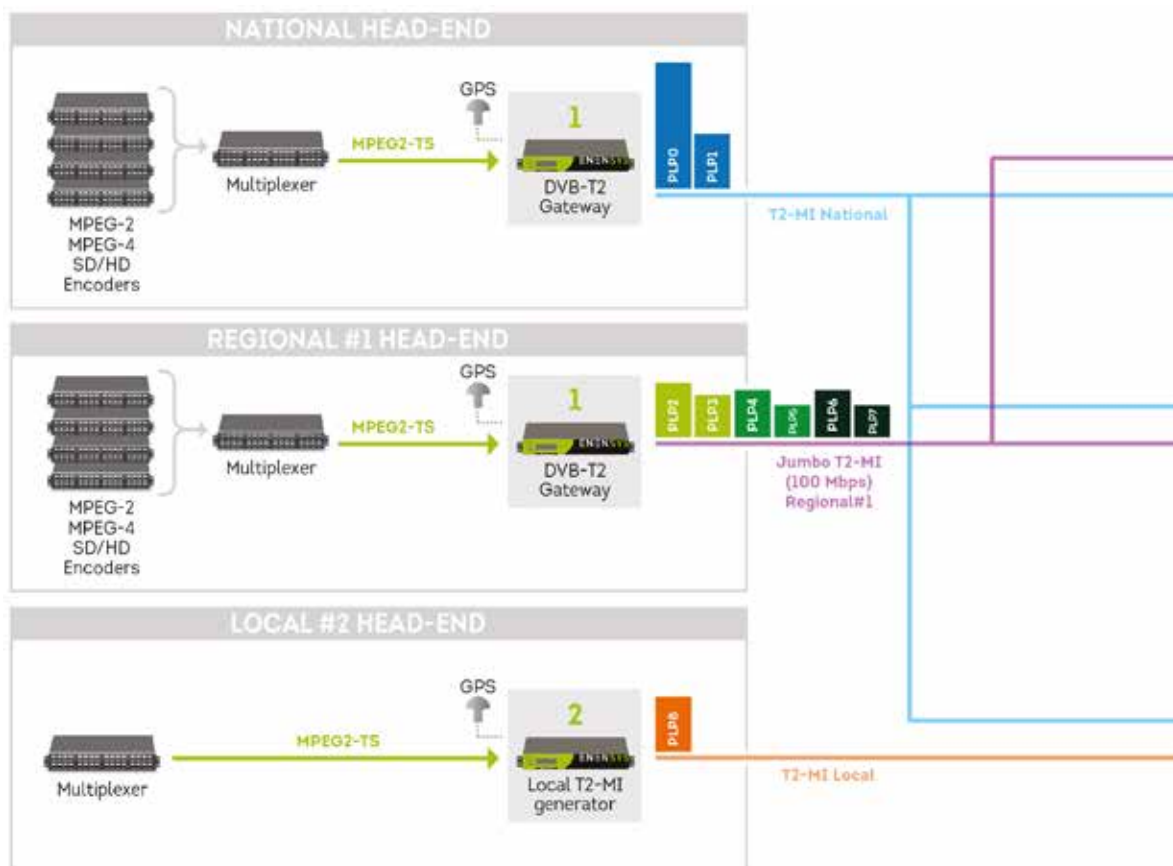 NATIONAL HEAD-END
GPS
1
MPEG2-TS
ENENSYS
Multiplexer
DVB-T2
Gateway
MPEG-2
MPEG-4
SD/HD
Encoders
PLP0
PLP1
T2-MI National
REGIONAL #1 HEAD-END
GPS
1
MPEG2-TS
ENENSYS
Multiplexer
DVB-T2
Gateway
MPEG-2
MPEG-4
SD/HD
Encoders
PLP2
PLP3
PLP4
PLP5
PLP6
PLP7
Jumbo T2-MI
(100 Mbps)
Regional#1
LOCAL #2 HEAD-END
GPS
2
MPEG2-TS
ENENSYS
Multiplexer
Local T2-MI
generator
PLP8
T2-MI Local